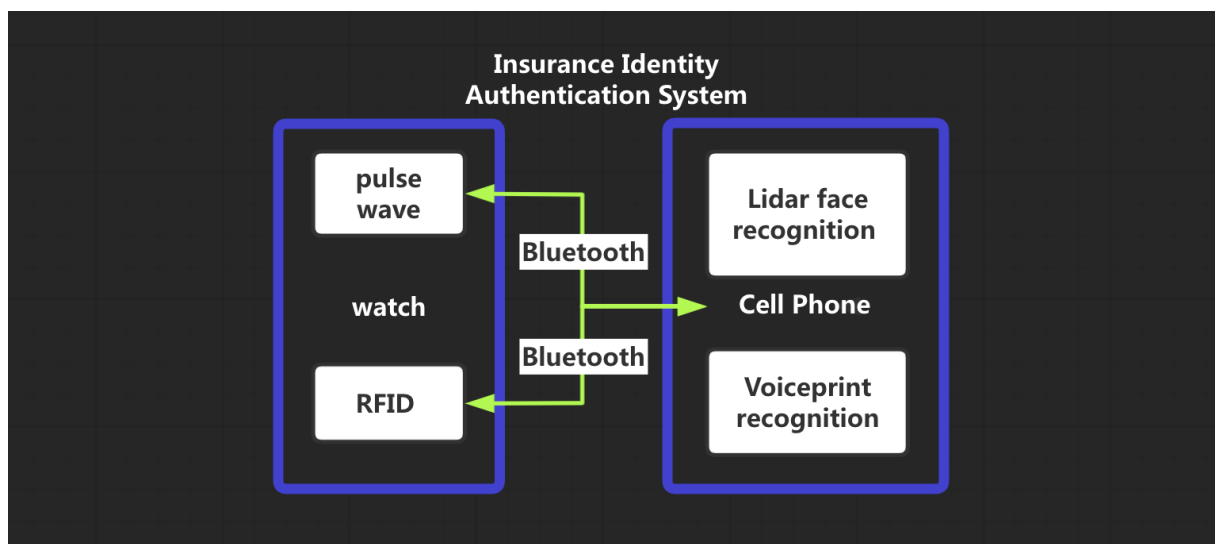 Insurance Identity
Authentication System
pulse
wave
watch
RFID
Bluetooth
Bluetooth
Lidar face
recognition
Cell Phone
Voiceprint
recognition